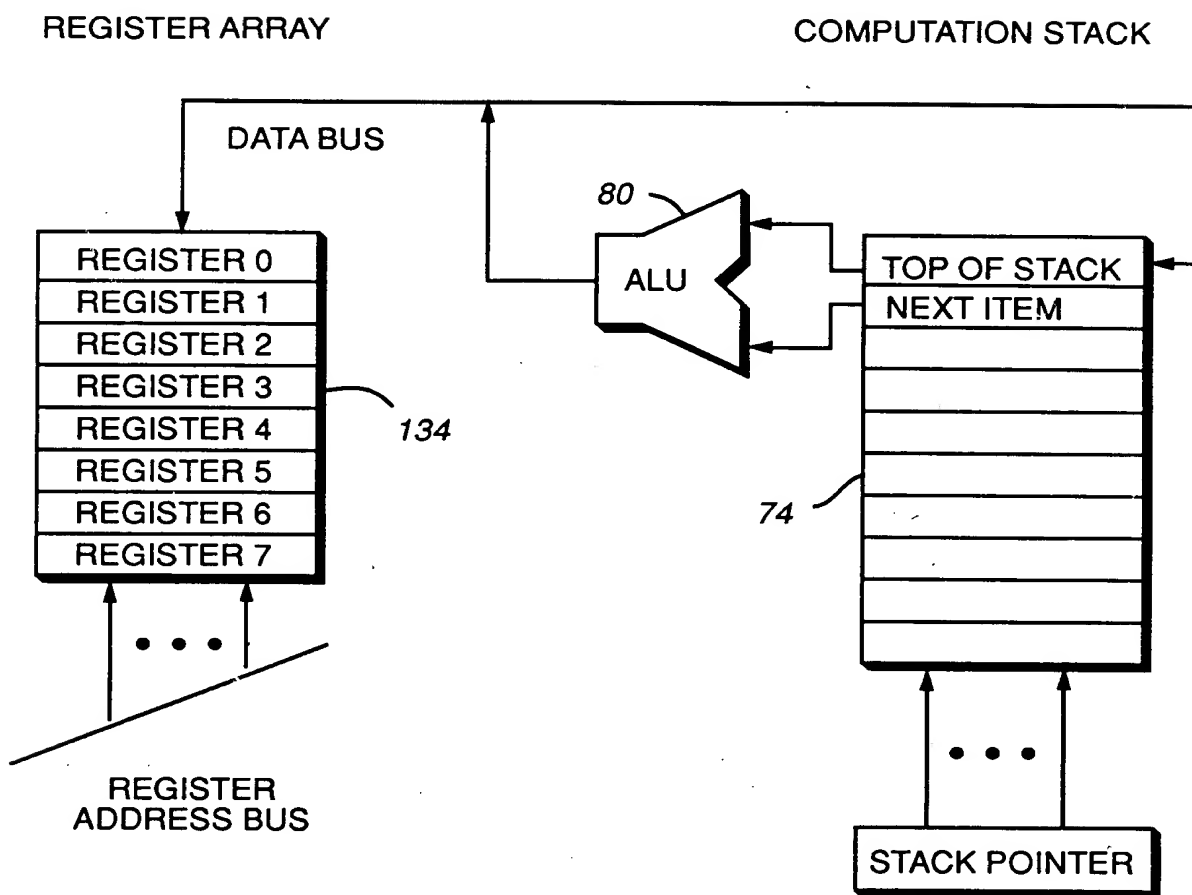 REGISTER ARRAY
COMPUTATION STACK
DATA BUS
80
REGISTER 0
REGISTER 1
REGISTER 2
REGISTER 3
REGISTER 4
REGISTER 5
REGISTER 6
REGISTER 7
134
ALU
TOP OF STACK
NEXT ITEM
74
REGISTER
ADDRESS BUS
STACK POINTER